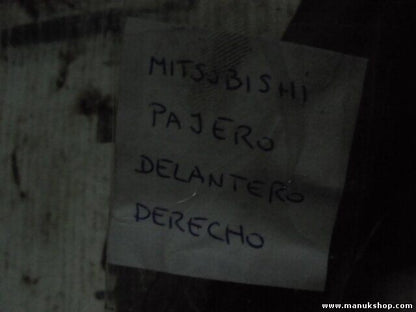 MITSUBISHI
PAJERO
DELANTERO
DERECHO
www.manukshop.com